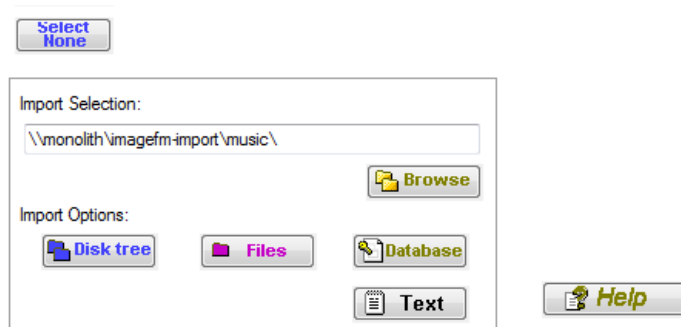 Select
None
Import Selection:
\\monolith\imagefm-import\music\
Browse
Import Options:
Disk tree Files Database
Text Help